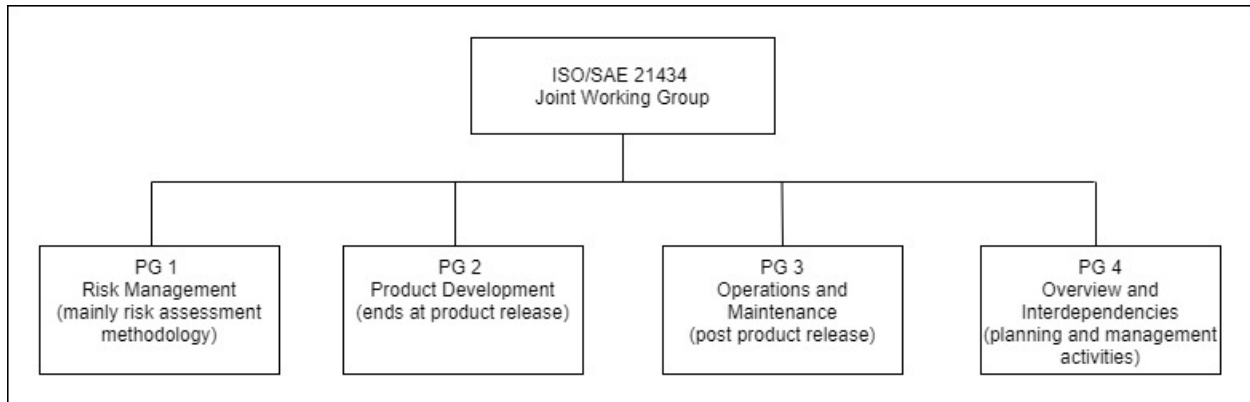 ISO/SAE 21434
Joint Working Group
PG 1
Risk Management
(mainly risk assessment
methodology)
PG 2
Product Development
(ends at product release)
PG 3
Operations and
Maintenance
(post product release)
PG 4
Overview and
Interdependencies
(planning and management
activities)